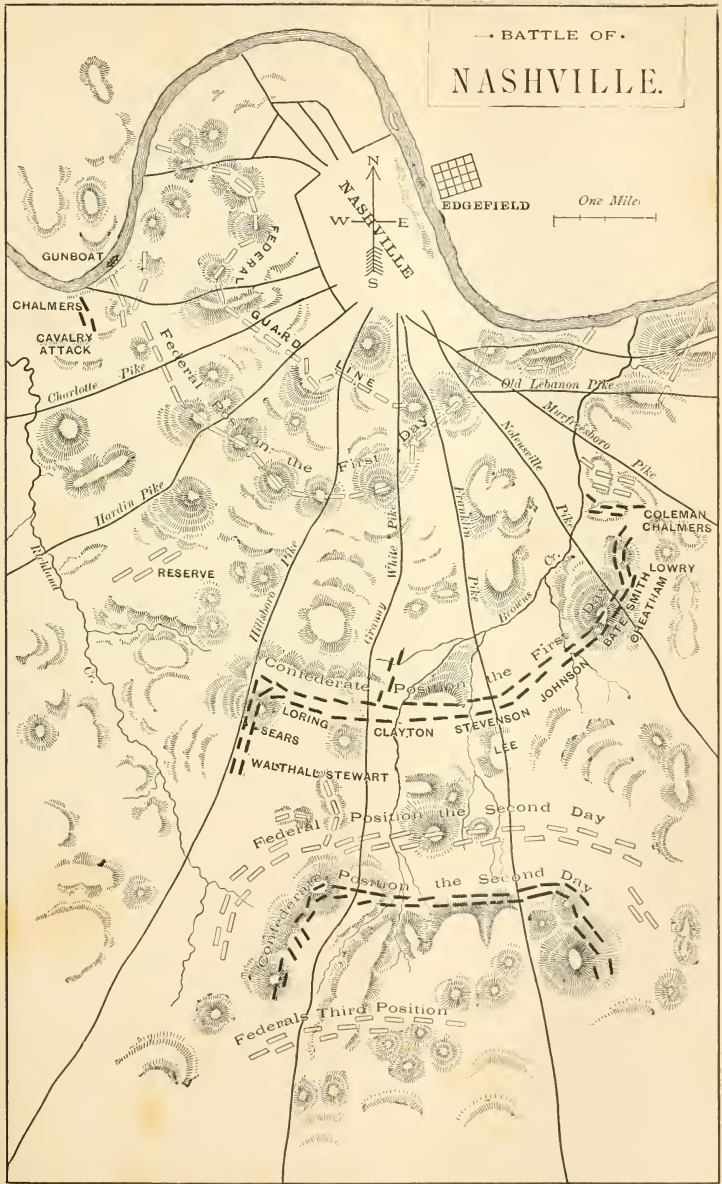 BATTLE OF
NASHVILLE.
N
W E
S
NASHVILLE
EDGEFIELD
One Mile
GUNBOAT
FEDERAL
CHALMERS
CAVALRY
ATTACK
GUARD
LINE
Charlotte Pike
Federal Position the First Day
Old Lebanon Pike
Murfreesboro Pike
Nolensville Pike
Hardin Pike
White Pike
Granny
Franklin Pike
COLEMAN
CHALMERS
Richland Cr.
RESERVE
Hillsboro Pike
Browns Cr.
LOWRY
BATE SMITH
CHEATHAM
Confederate Position the First Day
JOHNSON
LORING
SEARS
CLAYTON
STEVENSON
LEE
WALTHALL STEWART
Federal Position the Second Day
Confederate Position the Second Day
Federals Third Position